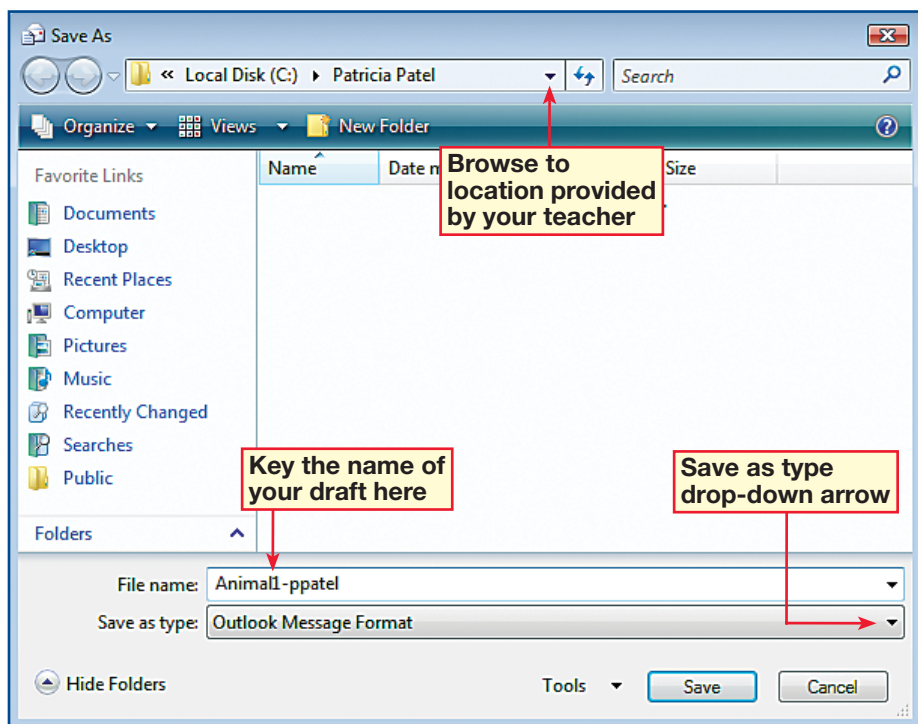 Save As
« Local Disk (C:) Patricia Patel Search
Organize Views New Folder
Favorite Links
Name Date m Size
Browse to
location provided
by your teacher
Documents
Desktop
Recent Places
Computer
Pictures
Music
Recently Changed
Searches
Public
Key the name of
your draft here
Save as type
drop-down arrow
Folders
File name: Animal1-ppatel
Save as type: Outlook Message Format
Hide Folders Tools Save Cancel